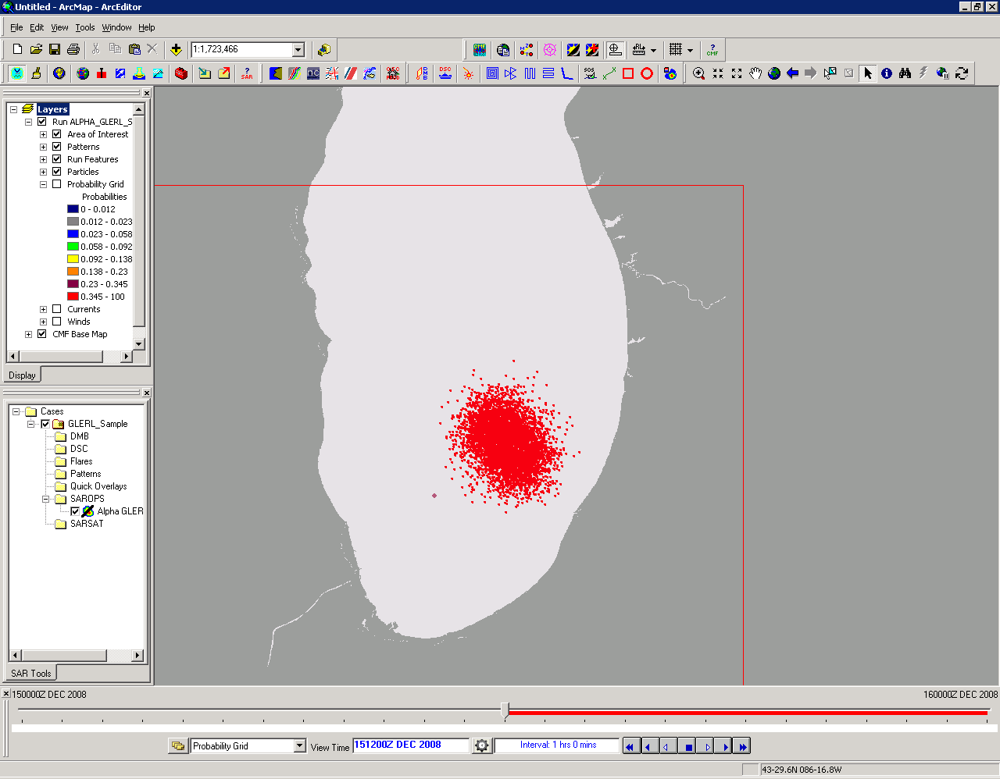 Untitled - ArcMap - ArcEditor
File Edit View Tools Window Help
1:1,723,466
Layers
Run ALPHA_GLERL_S
Area of Interest
Patterns
Run Features
Particles
Probability Grid
Probabilities
0 - 0.012
0.012 - 0.023
0.023 - 0.058
0.058 - 0.092
0.092 - 0.138
0.138 - 0.23
0.23 - 0.345
0.345 - 100
Currents
Winds
CMF Base Map
Display
Cases
GLERL_Sample
DMB
DSC
Flares
Patterns
Quick Overlays
SAROPS
Alpha GLER
SARSAT
SAR Tools
150000Z DEC 2008
160000Z DEC 2008
Probability Grid
View Time
151200Z DEC 2008
Interval: 1 hrs 0 mins
43-29.6N 086-16.8W